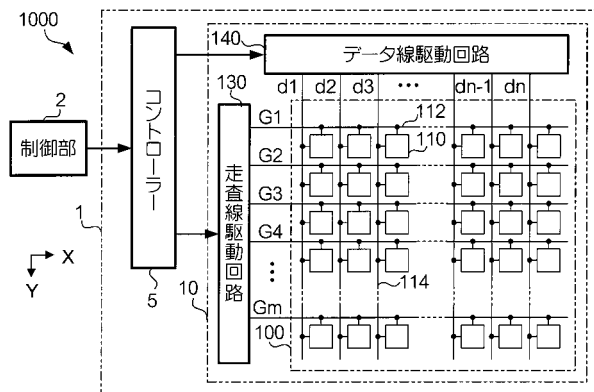 1000
140
データ線駆動回路
d1 d2 d3 … dn-1 dn
2
制御部
コントローラー
130
走査線駆動回路
G1
112
110
G2
G3
G4
⋮
Gm
114
X
Y
1
5
10
100